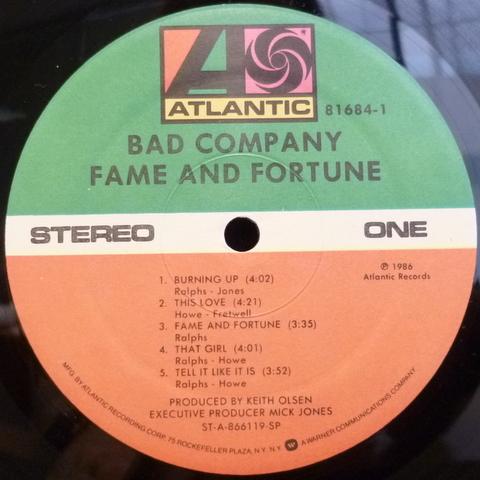 ATLANTIC 81684-1
BAD COMPANY
FAME AND FORTUNE
STEREO ONE
℗ 1986
Atlantic Records
1. BURNING UP (4:02)
Ralphs - Jones
2. THIS LOVE (4:21)
Howe - Fretwell
3. FAME AND FORTUNE (3:35)
Ralphs
4. THAT GIRL (4:01)
Ralphs - Howe
5. TELL IT LIKE IT IS (3:52)
Ralphs - Howe
PRODUCED BY KEITH OLSEN
EXECUTIVE PRODUCER MICK JONES
ST-A-866119-SP
MFG. BY ATLANTIC RECORDING CORP., 75 ROCKEFELLER PLAZA, N.Y. N.Y. A WARNER COMMUNICATIONS COMPANY